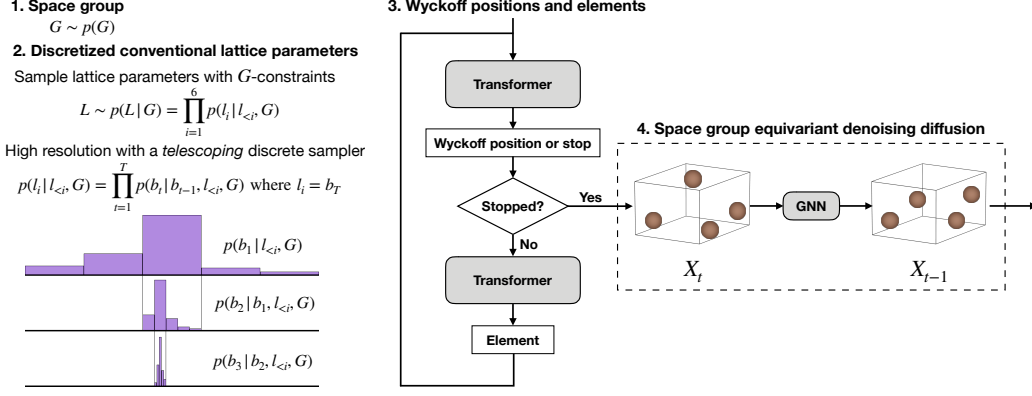 1. Space group
G ∼ p(G)
2. Discretized conventional lattice parameters
Sample lattice parameters with G-constraints
L ∼ p(L|G) = ∏_{i=1}^{6} p(l_i|l_{<i}, G)
High resolution with a telescoping discrete sampler
p(l_i|l_{<i}, G) = ∏_{t=1}^{T} p(b_t|b_{t−1}, l_{<i}, G) where l_i = b_T
p(b_1|l_{<i}, G)
p(b_2|b_1, l_{<i}, G)
p(b_3|b_2, l_{<i}, G)
3. Wyckoff positions and elements
Transformer
Wyckoff position or stop
Stopped?
Yes
No
Transformer
Element
4. Space group equivariant denoising diffusion
GNN
X_t
X_{t−1}